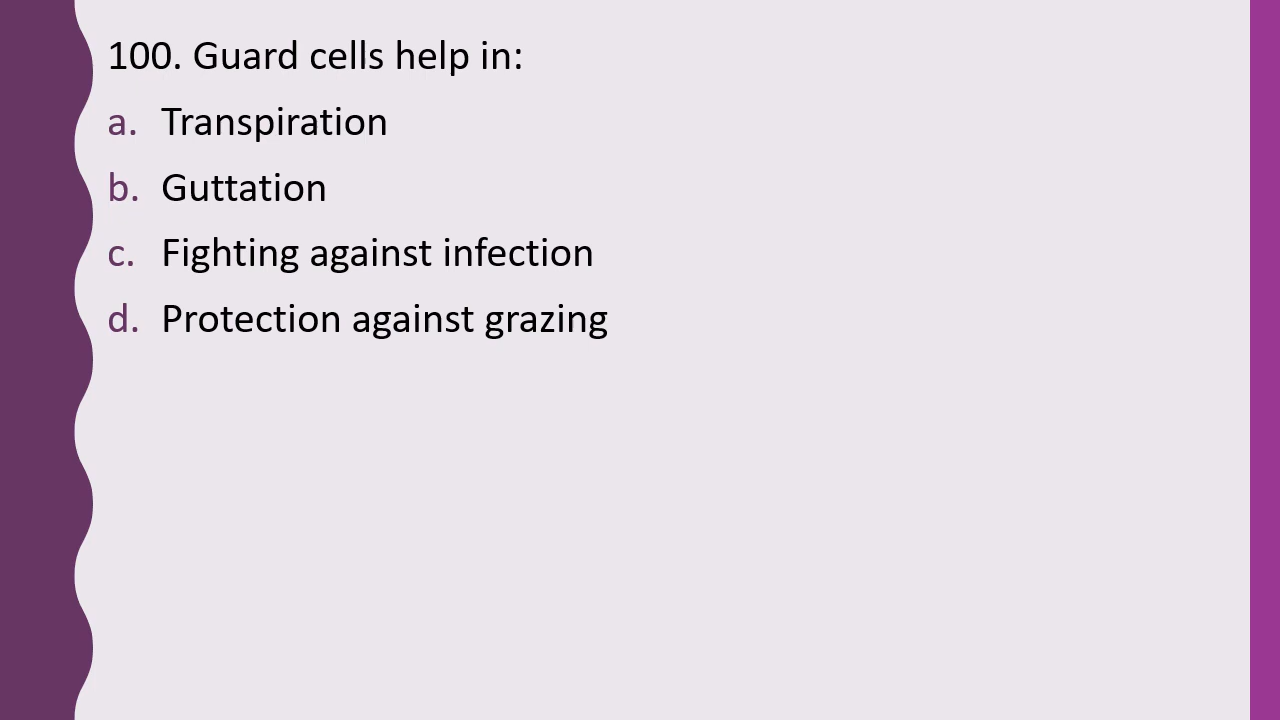 100. Guard cells help in:
a. Transpiration
b. Guttation
c. Fighting against infection
d. Protection against grazing